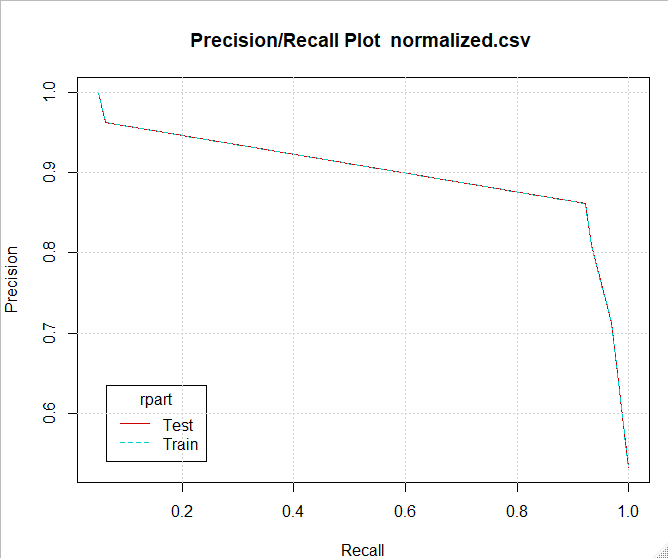 Precision/Recall Plot normalized.csv
Precision
1.0
0.9
0.8
0.7
0.6
rpart
Test
Train
0.2 0.4 0.6 0.8 1.0
Recall